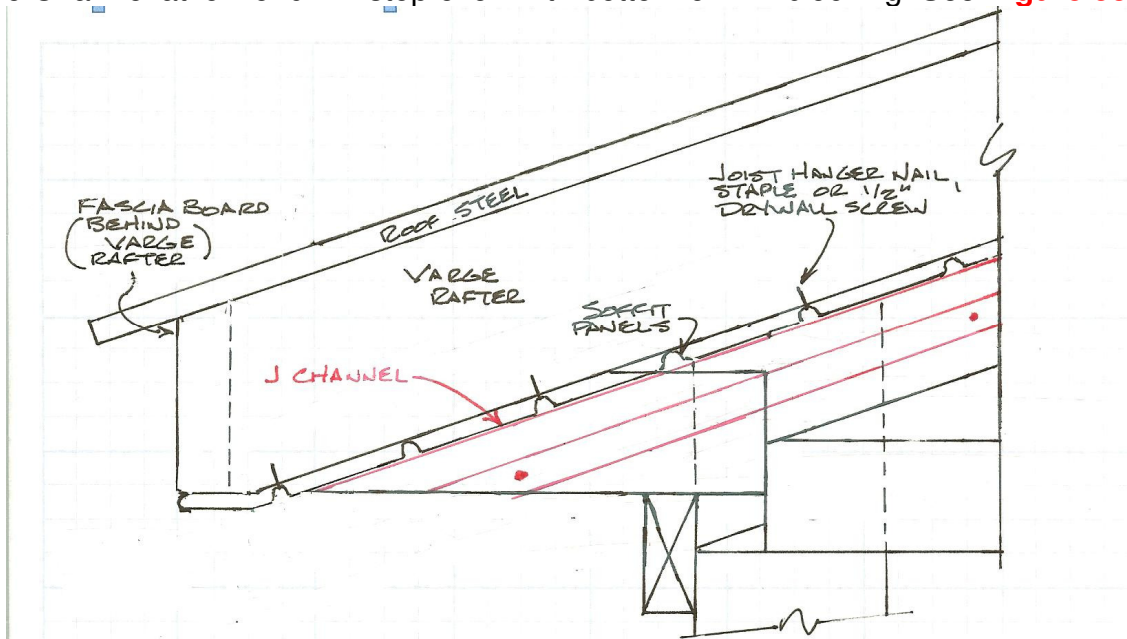 FASCIA BOARD
(BEHIND
VARGE
RAFTER)
ROOF STEEL
VARGE
RAFTER
JOIST HANGER NAIL,
STAPLE OR 1/2"
DRYWALL SCREW
SOFFIT
PANELS
J CHANNEL